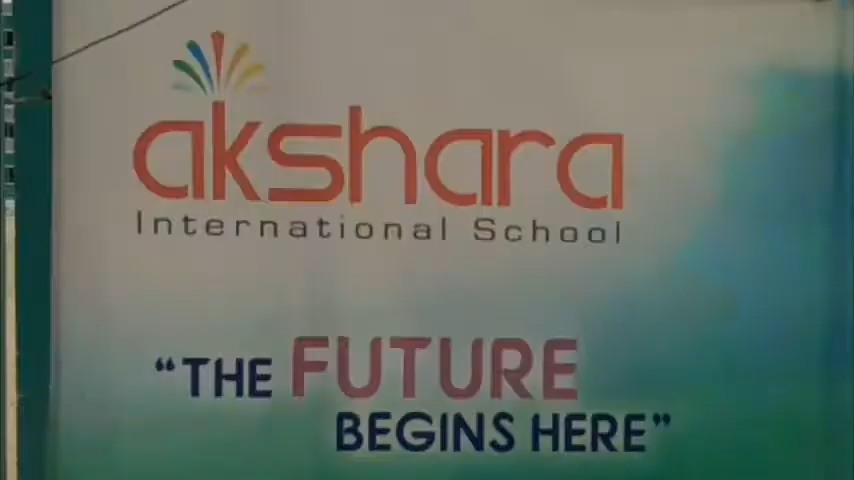 akshara
International School
“THE FUTURE
BEGINS HERE”